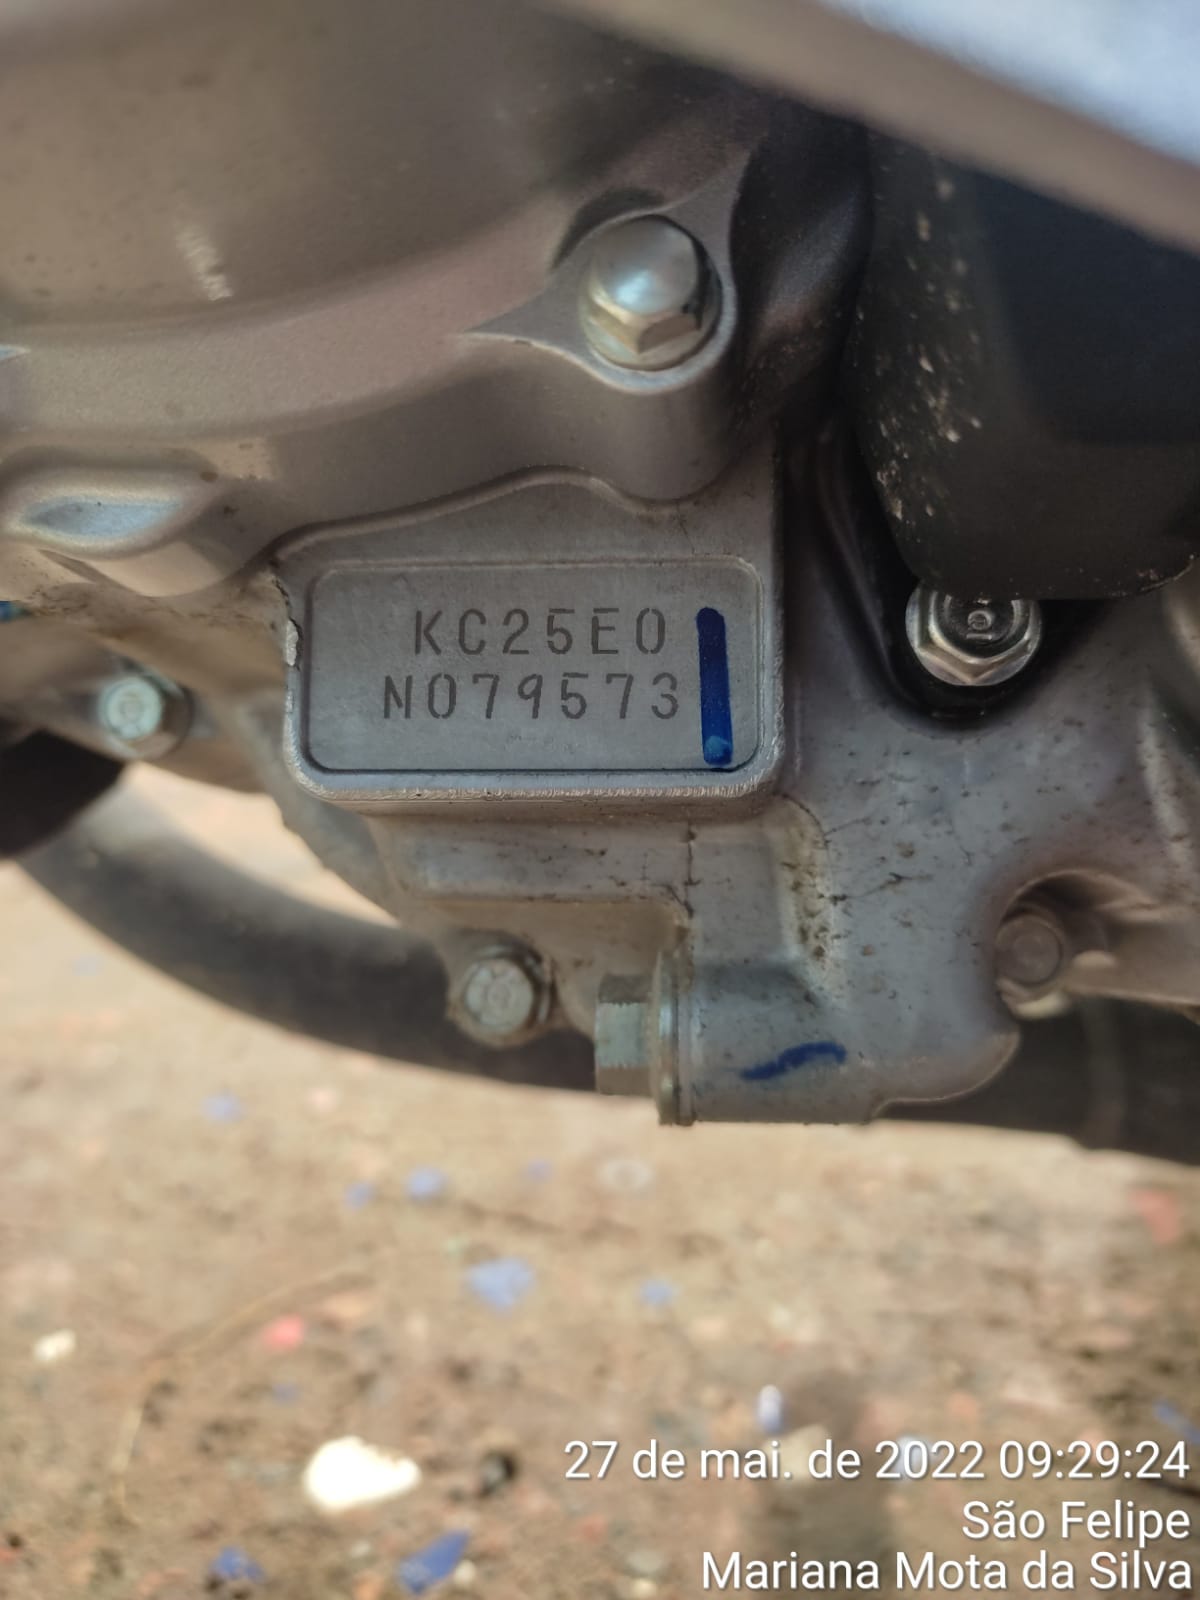 KC25E0
N079573
27 de mai. de 2022 09:29:24
São Felipe
Mariana Mota da Silva